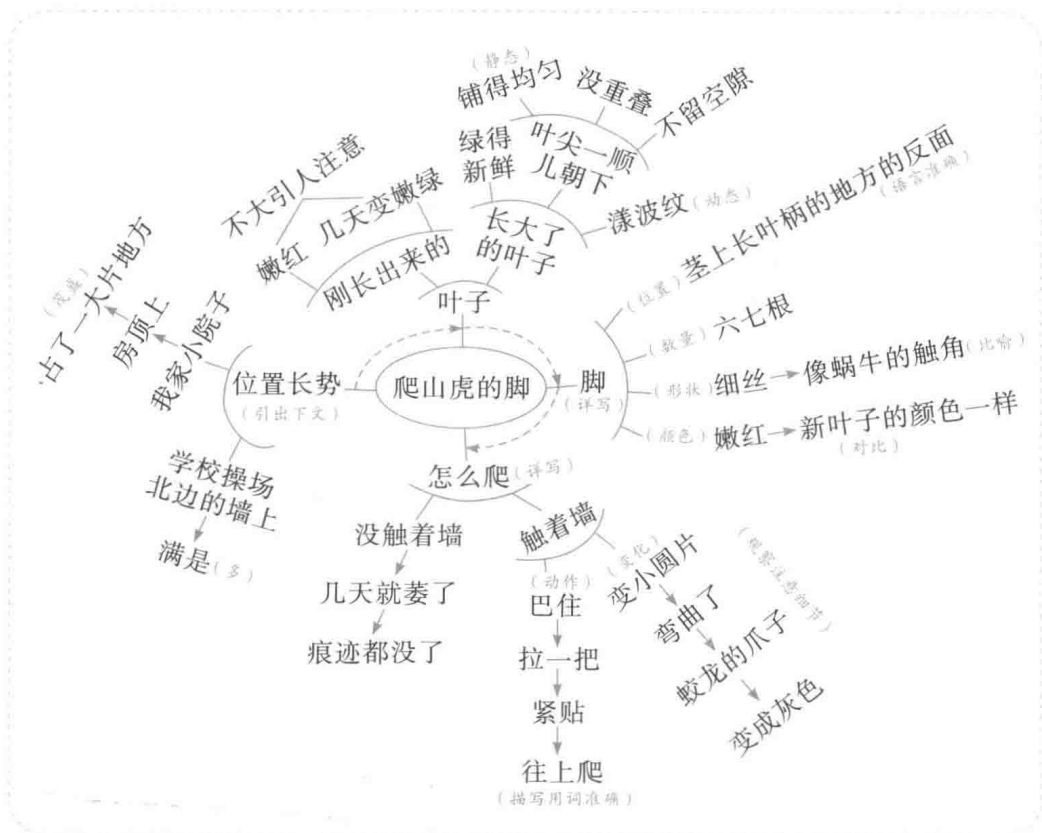 爬山虎的脚
位置长势
(引出下文)
我家小院子
房顶上
占了一大片地方
(茂盛)
学校操场
北边的墙上
满是(多)
叶子
刚长出来的
嫩红
不大引人注意
几天变嫩绿
长大了
的叶子
绿得
新鲜
叶尖一顺
儿朝下
(静态)
铺得均匀
没重叠
不留空隙
漾波纹(动态)
脚
(详写)
(位置)茎上长叶柄的地方的反面
(语言准确)
(数量)六七根
(形状)细丝
像蜗牛的触角(比喻)
(颜色)嫩红
新叶子的颜色一样
(对比)
怎么爬(详写)
没触着墙
几天就萎了
痕迹都没了
触着墙
(动作)
巴住
拉一把
紧贴
往上爬
(描写用词准确)
(变化)
变小圆片
弯曲了
蛟龙的爪子
变成灰色
(观察注意细节)